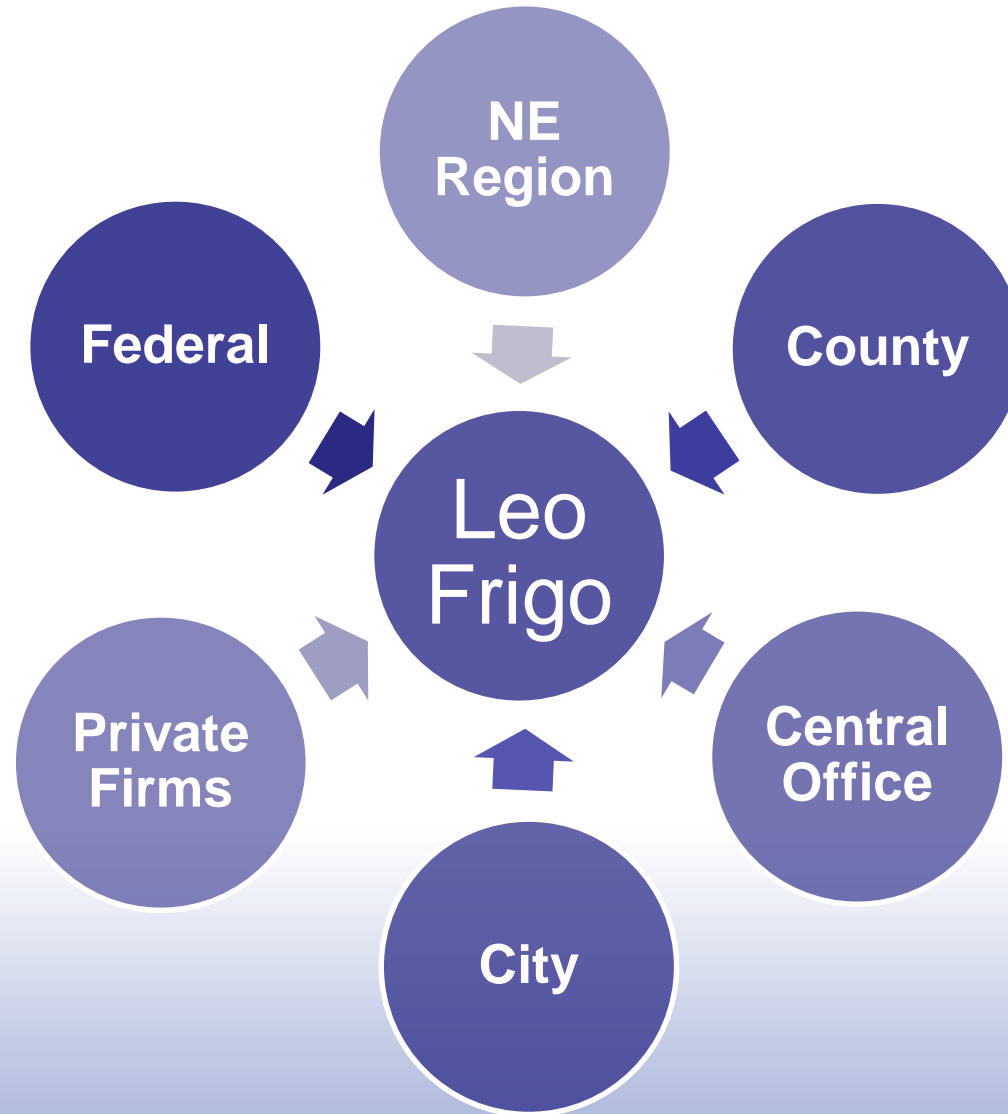 NE
Region
Federal
County
Leo
Frigo
Private
Firms
Central
Office
City